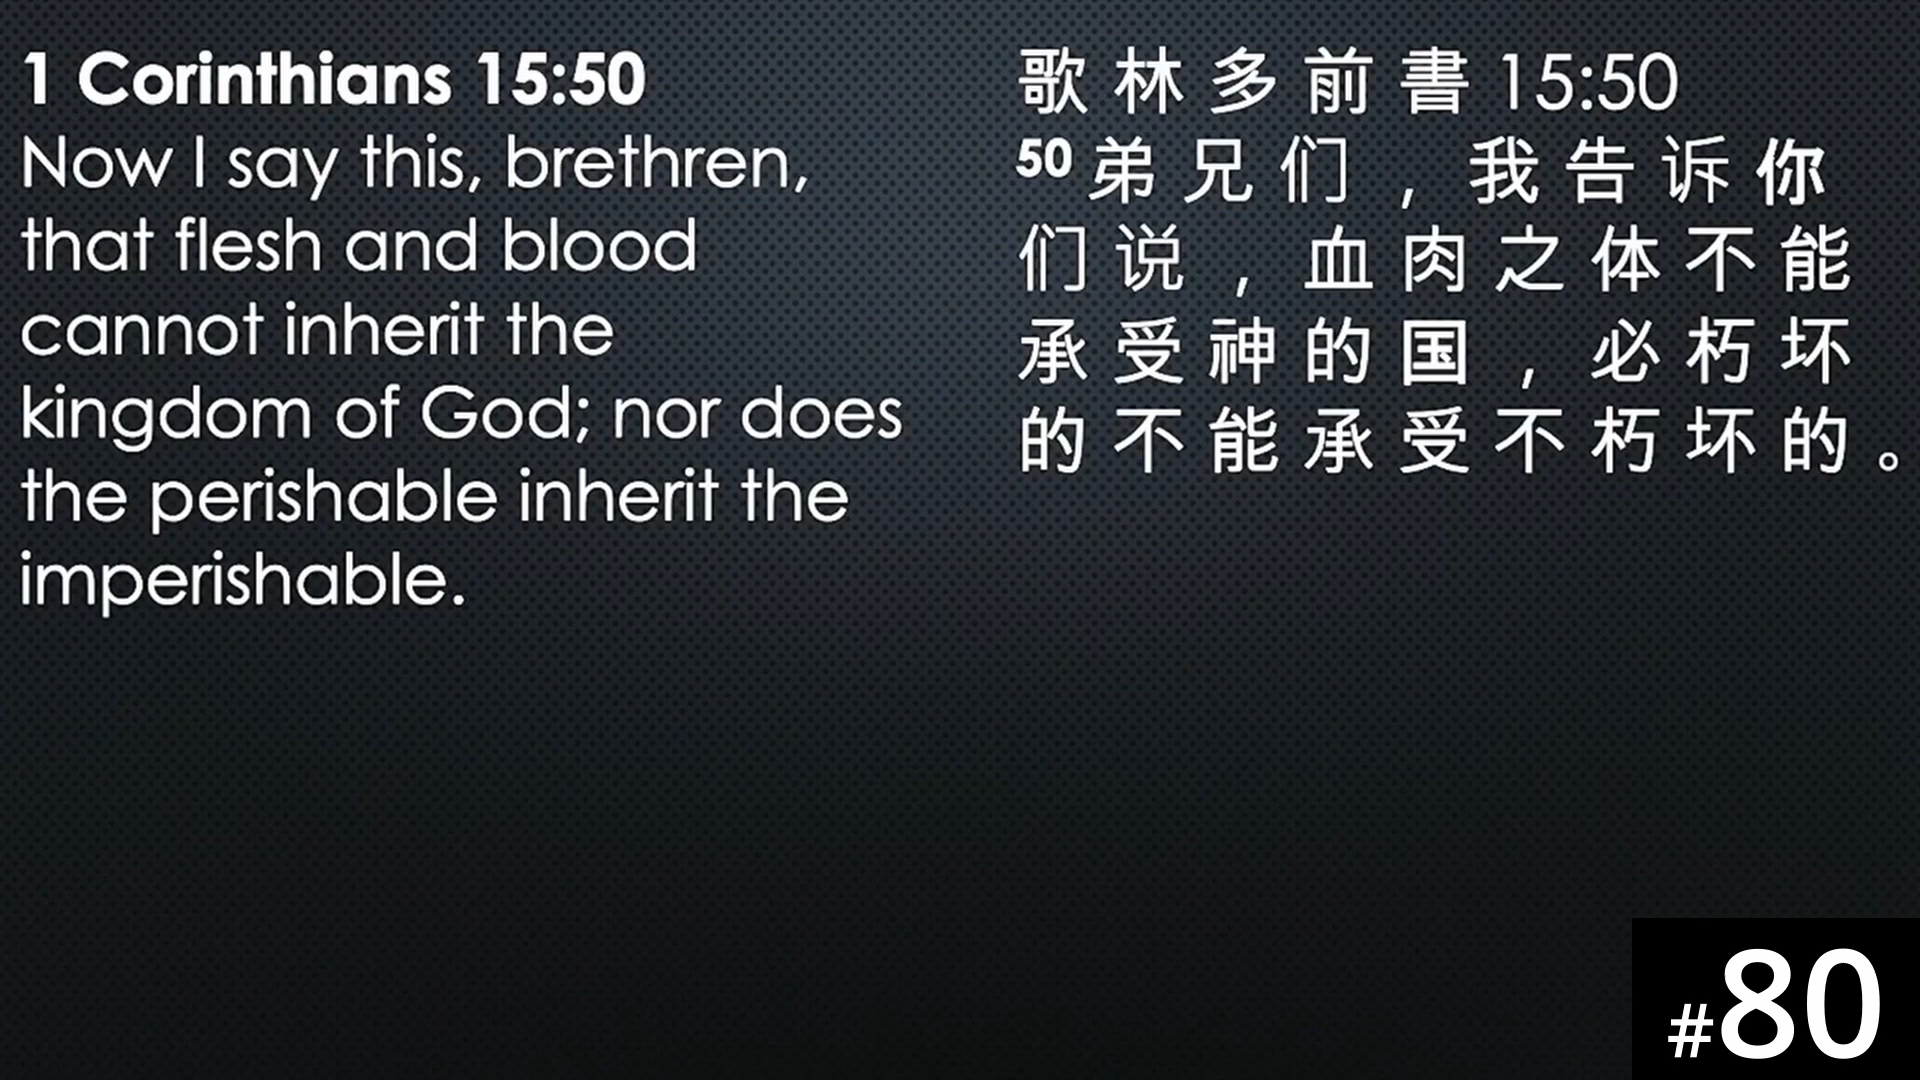 1 Corinthians 15:50
Now I say this, brethren,
that flesh and blood
cannot inherit the
kingdom of God; nor does
the perishable inherit the
imperishable.
歌林多前書 15:50
50弟兄们，我告诉你
们说，血肉之体不能
承受神的国，必朽坏
的不能承受不朽坏的。
#80